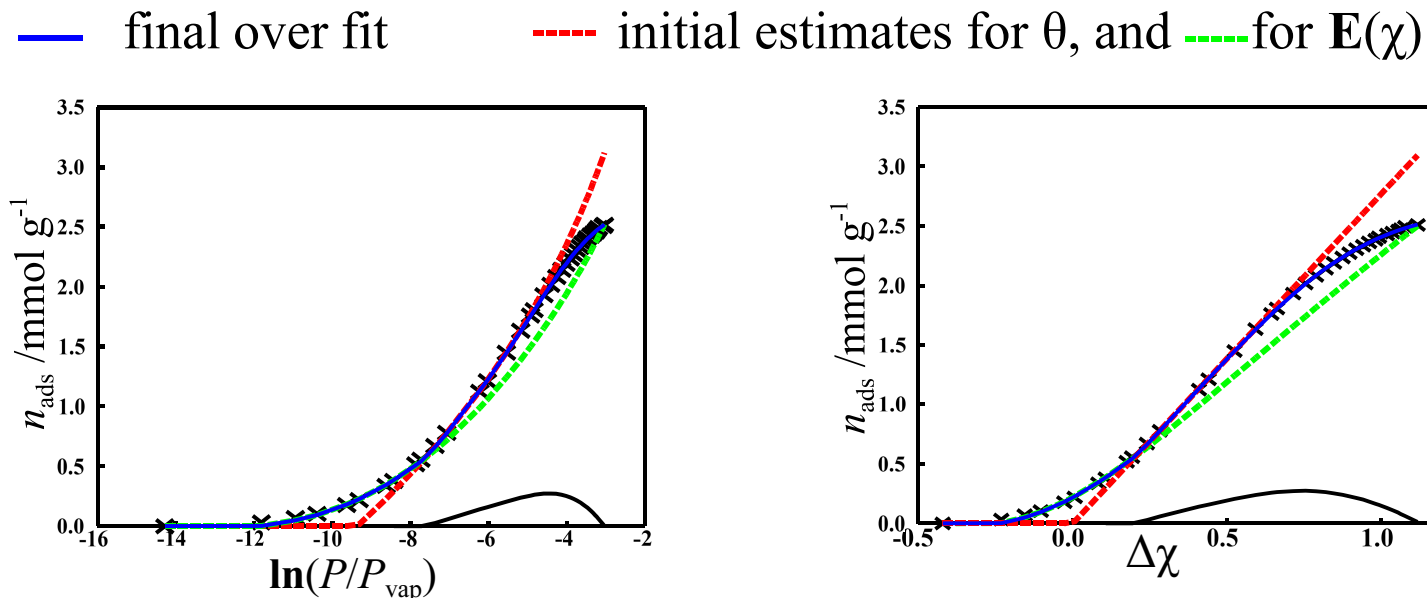 final over fit initial estimates for θ, and for E(χ)
3.5
3.0
2.5
2.0
1.5
1.0
0.5
0.0
n_ads /mmol g^-1
-16 -14 -12 -10 -8 -6 -4 -2
ln(P/P_vap)
3.5
3.0
2.5
2.0
1.5
1.0
0.5
0.0
n_ads /mmol g^-1
-0.5 0.0 0.5 1.0
Δχ